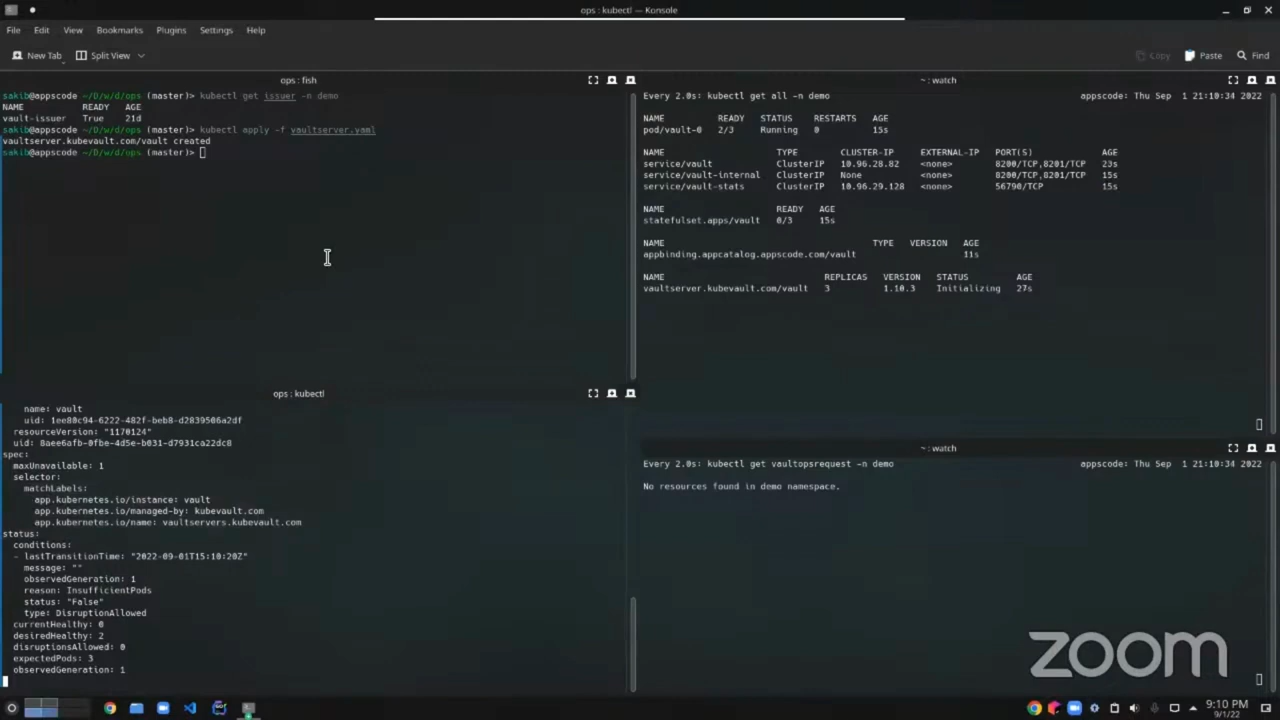 ops : kubectl — Konsole
File Edit View Bookmarks Plugins Settings Help
New Tab Split View Copy Paste Find
ops : fish
sakib@appscode ~/D/w/d/ops (master)> kubectl get issuer -n demo
NAME READY AGE
vault-issuer True 21d
sakib@appscode ~/D/w/d/ops (master)> kubectl apply -f vaultserver.yaml
vaultserver.kubevault.com/vault created
sakib@appscode ~/D/w/d/ops (master)>
~ : watch
Every 2.0s: kubectl get all -n demo appscode: Thu Sep 1 21:10:34 2022
NAME READY STATUS RESTARTS AGE
pod/vault-0 2/3 Running 0 15s
NAME TYPE CLUSTER-IP EXTERNAL-IP PORT(S) AGE
service/vault ClusterIP 10.96.28.82 <none> 8200/TCP,8201/TCP 23s
service/vault-internal ClusterIP None <none> 8200/TCP,8201/TCP 15s
service/vault-stats ClusterIP 10.96.29.128 <none> 56790/TCP 15s
NAME READY AGE
statefulset.apps/vault 0/3 15s
NAME TYPE VERSION AGE
appbinding.appcatalog.appscode.com/vault 11s
NAME REPLICAS VERSION STATUS AGE
vaultserver.kubevault.com/vault 3 1.10.3 Initializing 27s
ops : kubectl
name: vault
uid: 1ee80c94-6222-482f-beb8-d2839506a2df
resourceVersion: "1170124"
uid: 8aee6afb-0fbe-4d5e-b031-d7931ca22dc8
spec:
maxUnavailable: 1
selector:
matchLabels:
app.kubernetes.io/instance: vault
app.kubernetes.io/managed-by: kubevault.com
app.kubernetes.io/name: vaultservers.kubevault.com
status:
conditions:
- lastTransitionTime: "2022-09-01T15:10:20Z"
message: ""
observedGeneration: 1
reason: InsufficientPods
status: "False"
type: DisruptionAllowed
currentHealthy: 0
desiredHealthy: 2
disruptionsAllowed: 0
expectedPods: 3
observedGeneration: 1
~ : watch
Every 2.0s: kubectl get vaultopsrequest -n demo appscode: Thu Sep 1 21:10:34 2022
No resources found in demo namespace.
zoom
9:10 PM
9/1/22